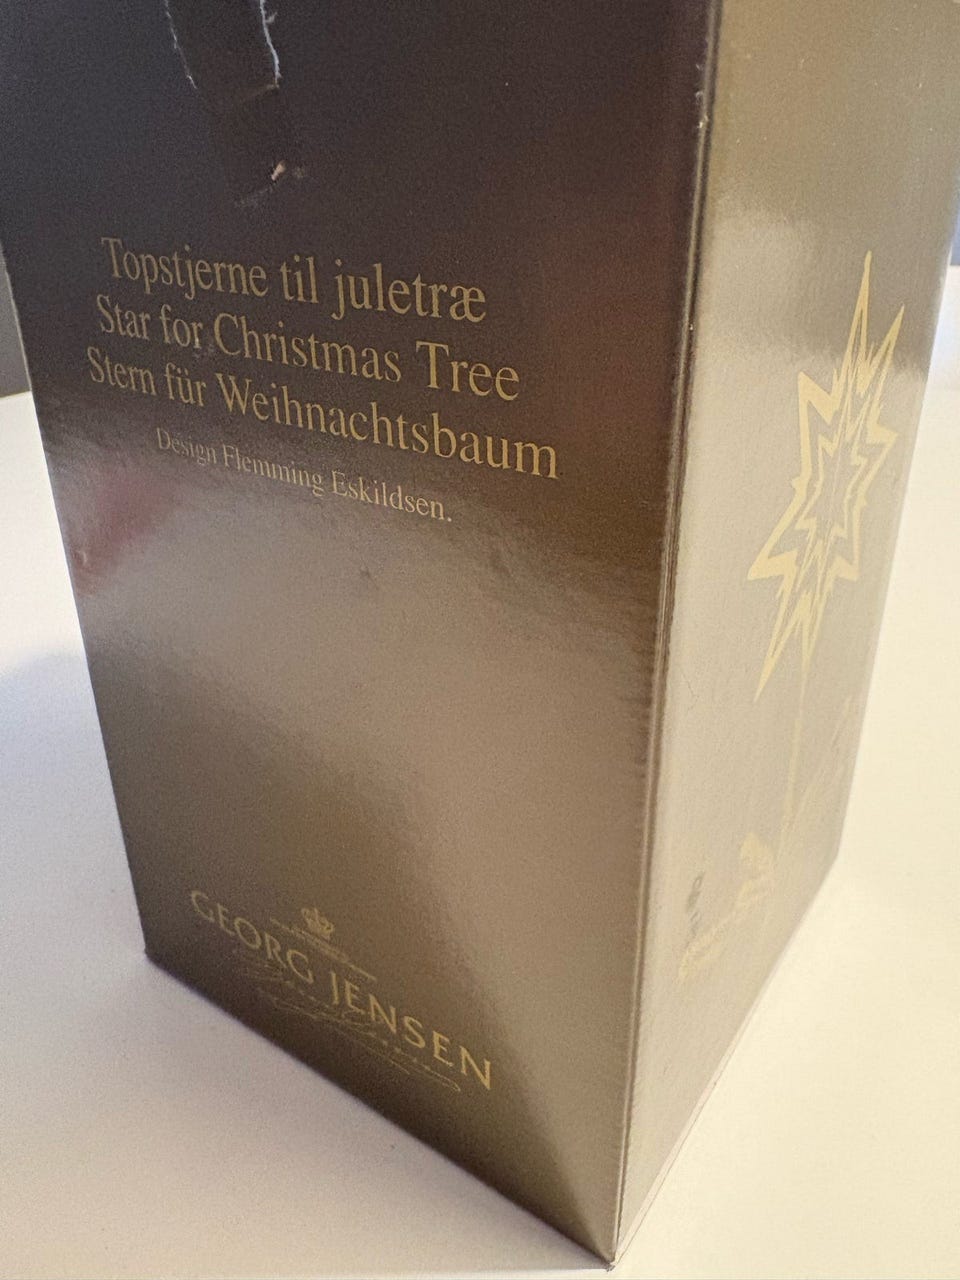 Topstjerne til juletræ
Star for Christmas Tree
Stern für Weihnachtsbaum
Design Flemming Eskildsen.
GEORG JENSEN